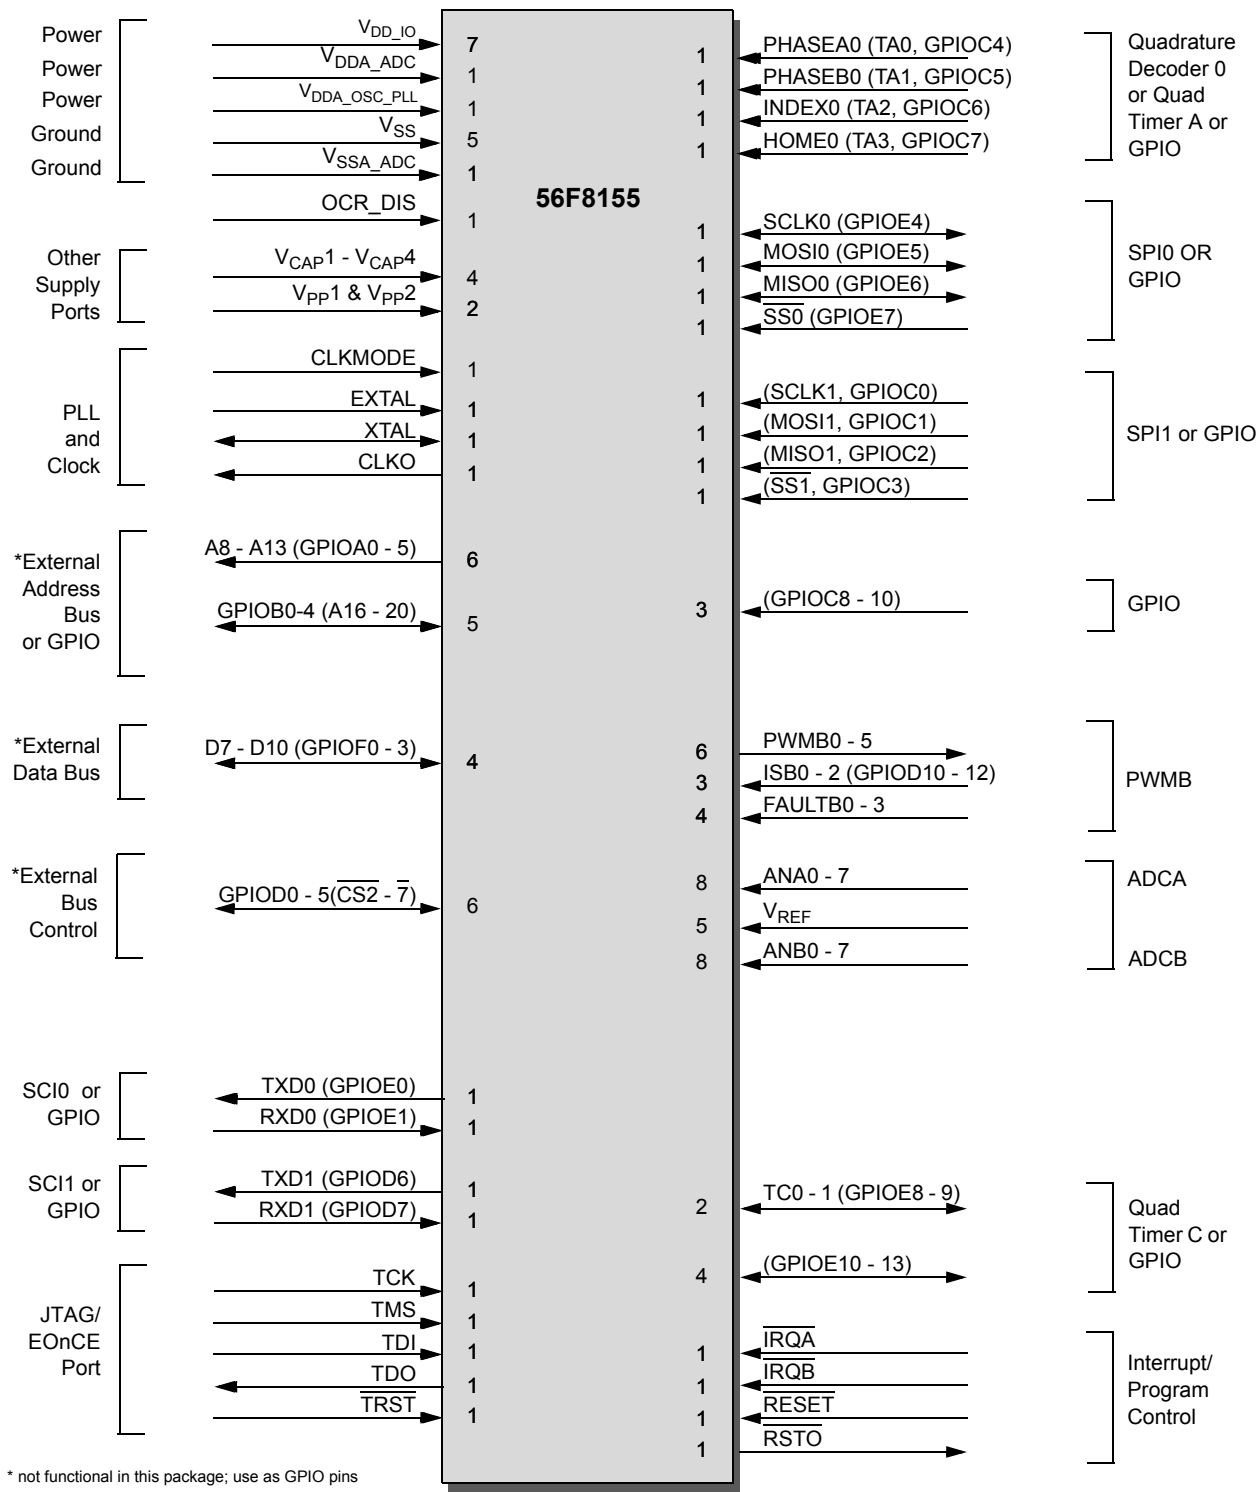 56F8155
Power
V_DD_IO
7
Power
V_DDA_ADC
1
Power
V_DDA_OSC_PLL
1
Ground
V_SS
5
Ground
V_SSA_ADC
1
OCR_DIS
1
Other
Supply
Ports
V_CAP1 - V_CAP4
4
V_PP1 & V_PP2
2
PLL
and
Clock
CLKMODE
1
EXTAL
1
XTAL
1
CLKO
1
*External
Address
Bus
or GPIO
A8 - A13 (GPIOA0 - 5)
6
GPIOB0-4 (A16 - 20)
5
*External
Data Bus
D7 - D10 (GPIOF0 - 3)
4
*External
Bus
Control
GPIOD0 - 5(CS2 - 7)
6
SCI0 or
GPIO
TXD0 (GPIOE0)
1
RXD0 (GPIOE1)
1
SCI1 or
GPIO
TXD1 (GPIOD6)
1
RXD1 (GPIOD7)
1
JTAG/
EOnCE
Port
TCK
1
TMS
1
TDI
1
TDO
1
TRST
1
1
PHASEA0 (TA0, GPIOC4)
1
PHASEB0 (TA1, GPIOC5)
1
INDEX0 (TA2, GPIOC6)
1
HOME0 (TA3, GPIOC7)
Quadrature
Decoder 0
or Quad
Timer A or
GPIO
1
SCLK0 (GPIOE4)
1
MOSI0 (GPIOE5)
1
MISO0 (GPIOE6)
1
SS0 (GPIOE7)
SPI0 OR
GPIO
1
(SCLK1, GPIOC0)
1
(MOSI1, GPIOC1)
1
(MISO1, GPIOC2)
1
(SS1, GPIOC3)
SPI1 or GPIO
3
(GPIOC8 - 10)
GPIO
6
PWMB0 - 5
3
ISB0 - 2 (GPIOD10 - 12)
4
FAULTB0 - 3
PWMB
8
ANA0 - 7
ADCA
5
V_REF
8
ANB0 - 7
ADCB
2
TC0 - 1 (GPIOE8 - 9)
4
(GPIOE10 - 13)
Quad
Timer C or
GPIO
1
IRQA
1
IRQB
1
RESET
1
RSTO
Interrupt/
Program
Control
* not functional in this package; use as GPIO pins